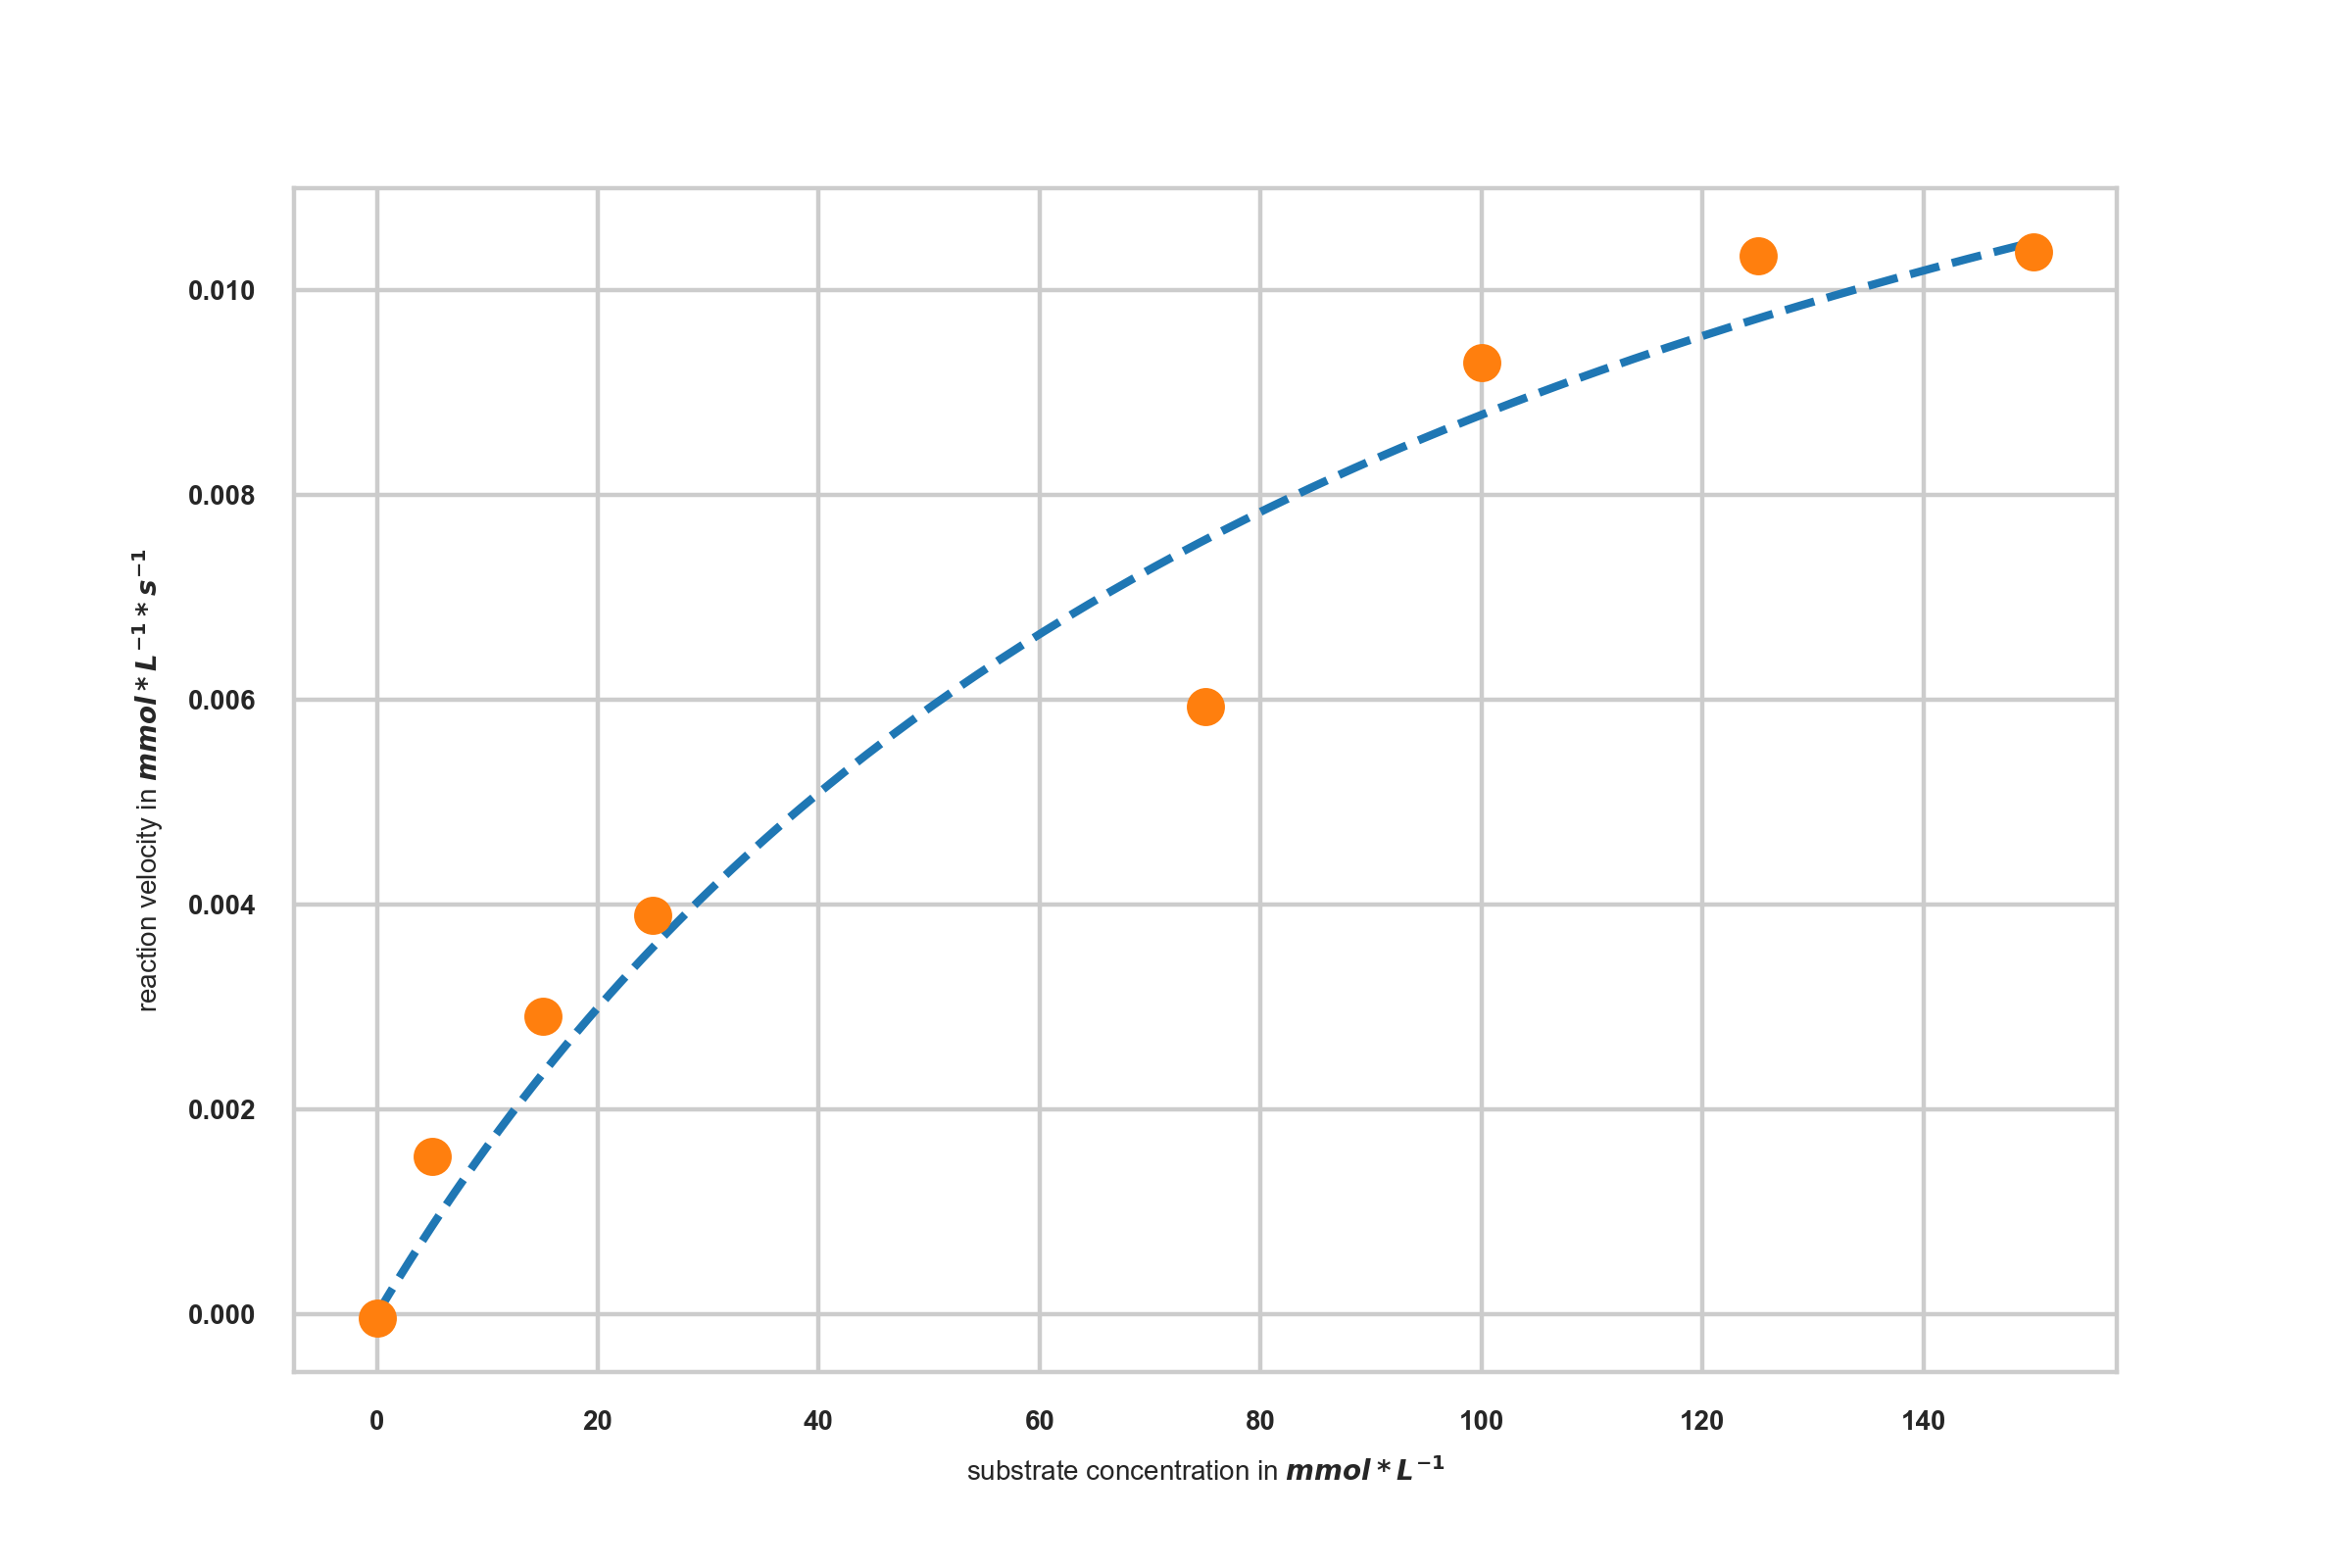 0.010
0.008
0.006
0.004
0.002
0.000
reaction velocity in mmol * L⁻¹ * s⁻¹
0 20 40 60 80 100 120 140
substrate concentration in mmol * L⁻¹